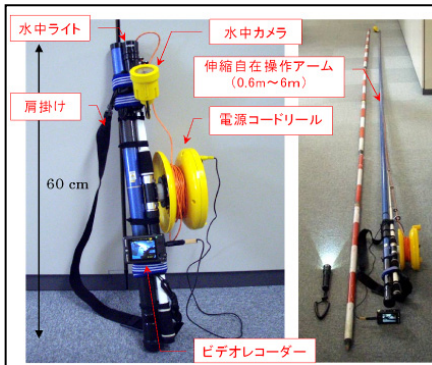 水中ライト
水中カメラ
伸縮自在操作アーム
(0.6m～6m)
肩掛け
電源コードリール
60 cm
ビデオレコーダー